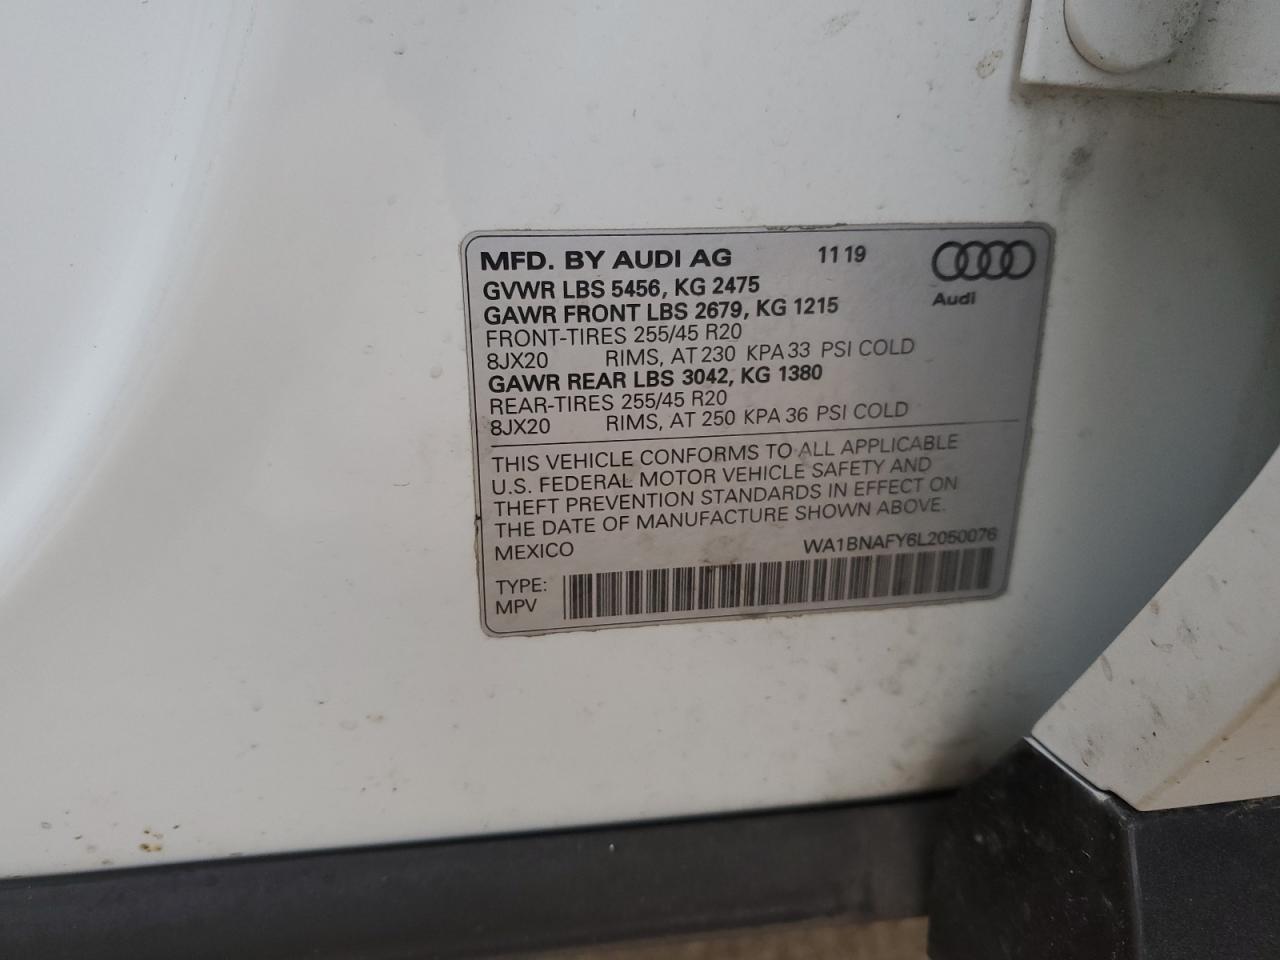 MFD. BY AUDI AG 11 19
Audi
GVWR LBS 5456, KG 2475
GAWR FRONT LBS 2679, KG 1215
FRONT-TIRES 255/45 R20
8JX20 RIMS, AT 230 KPA 33 PSI COLD
GAWR REAR LBS 3042, KG 1380
REAR-TIRES 255/45 R20
8JX20 RIMS, AT 250 KPA 36 PSI COLD
THIS VEHICLE CONFORMS TO ALL APPLICABLE
U.S. FEDERAL MOTOR VEHICLE SAFETY AND
THEFT PREVENTION STANDARDS IN EFFECT ON
THE DATE OF MANUFACTURE SHOWN ABOVE.
MEXICO WA1BNAFY6L2050076
TYPE:
MPV